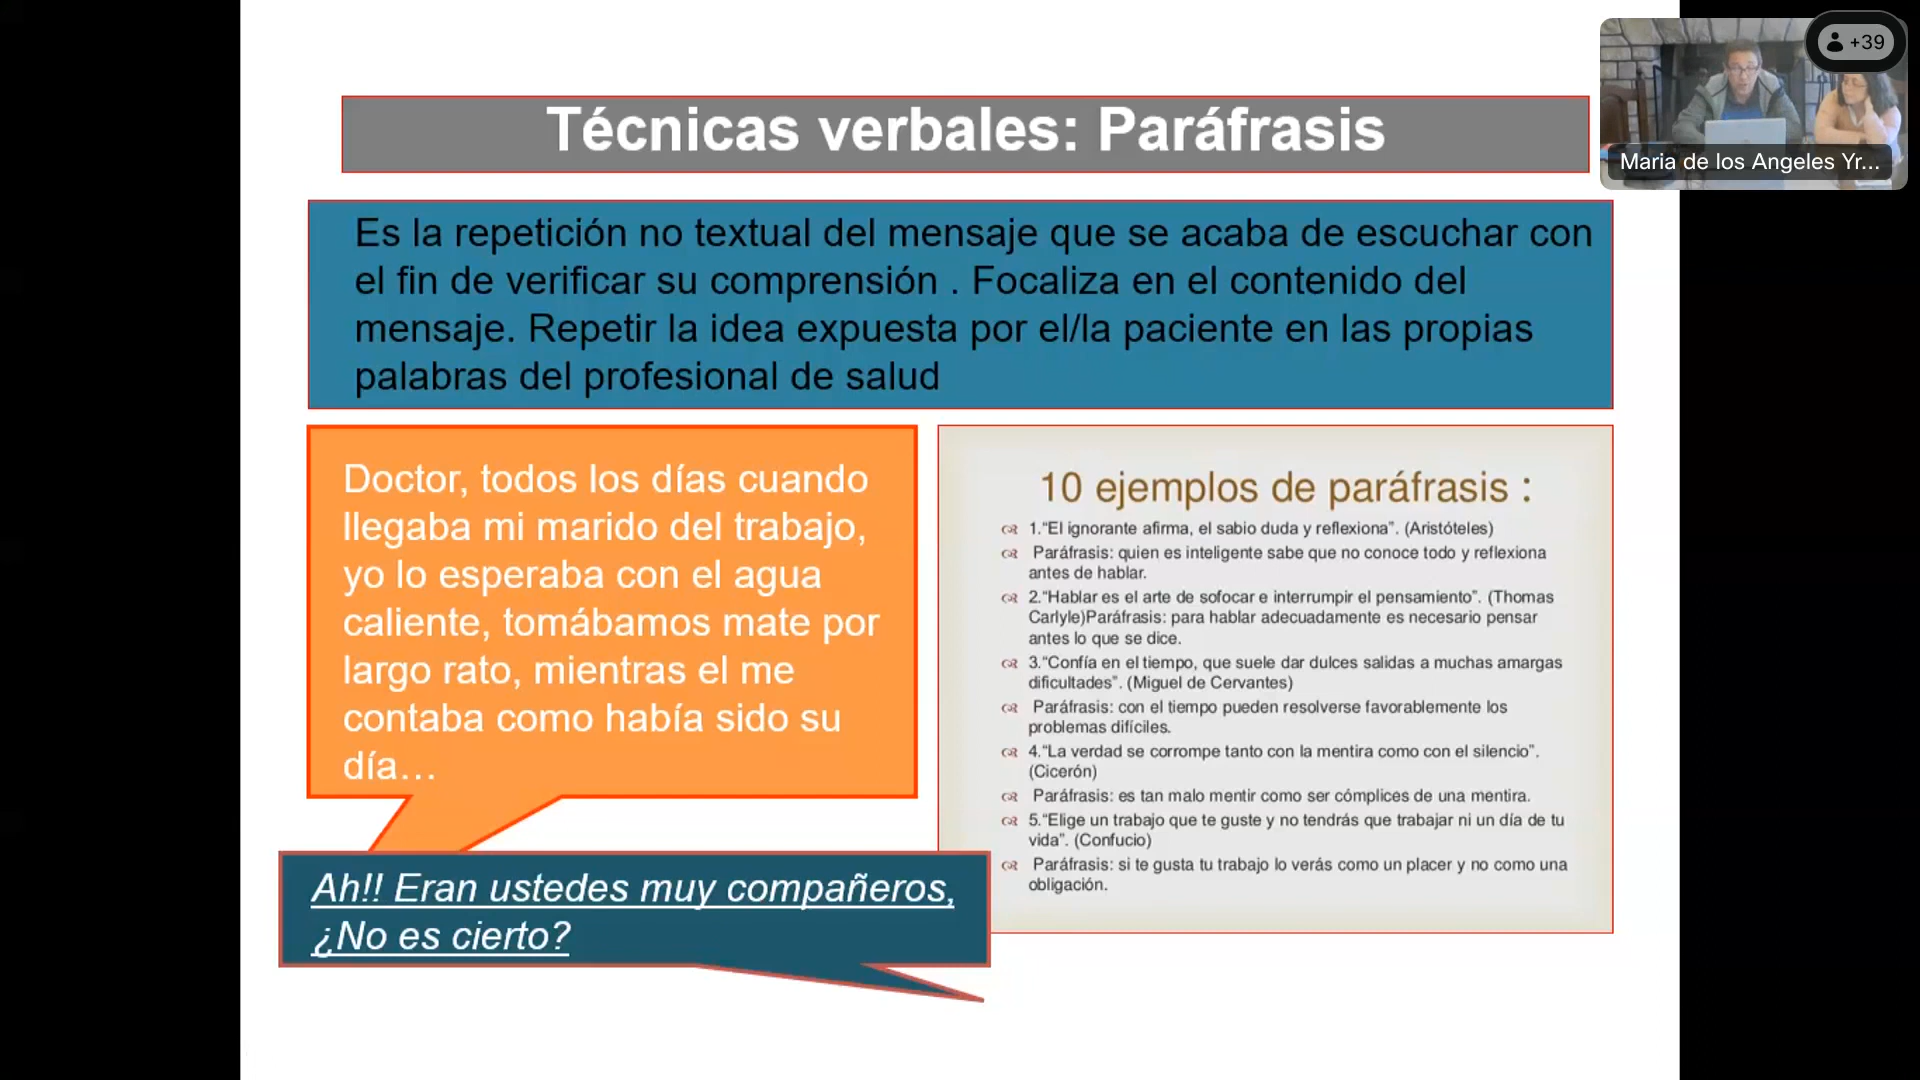 Técnicas verbales: Paráfrasis
+39
Maria de los Angeles Yr...
Es la repetición no textual del mensaje que se acaba de escuchar con
el fin de verificar su comprensión . Focaliza en el contenido del
mensaje. Repetir la idea expuesta por el/la paciente en las propias
palabras del profesional de salud
Doctor, todos los días cuando
llegaba mi marido del trabajo,
yo lo esperaba con el agua
caliente, tomábamos mate por
largo rato, mientras el me
contaba como había sido su
día...
Ah!! Eran ustedes muy compañeros,
¿No es cierto?
10 ejemplos de paráfrasis :
1.“El ignorante afirma, el sabio duda y reflexiona”. (Aristóteles)
Paráfrasis: quien es inteligente sabe que no conoce todo y reflexiona
antes de hablar.
2.“Hablar es el arte de sofocar e interrumpir el pensamiento”. (Thomas
Carlyle)Paráfrasis: para hablar adecuadamente es necesario pensar
antes lo que se dice.
3.“Confía en el tiempo, que suele dar dulces salidas a muchas amargas
dificultades”. (Miguel de Cervantes)
Paráfrasis: con el tiempo pueden resolverse favorablemente los
problemas difíciles.
4.“La verdad se corrompe tanto con la mentira como con el silencio”.
(Cicerón)
Paráfrasis: es tan malo mentir como ser cómplices de una mentira.
5.“Elige un trabajo que te guste y no tendrás que trabajar ni un día de tu
vida”. (Confucio)
Paráfrasis: si te gusta tu trabajo lo verás como un placer y no como una
obligación.